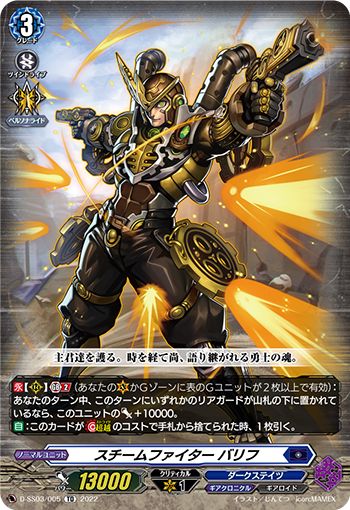 3
グレード
ツインドライブ
ペルソナライド
主君達を護る。時を経て尚、語り継がれる勇士の魂。
永【R】CB2(あなたのVかGゾーンに表のGユニットが2枚以上で有効):
あなたのターン中、このターンにいずれかのリアガードが山札の下に置かれて
いるなら、このユニットの+10000。
自:このカードが超越のコストで手札から捨てられた時、1枚引く。
ノーマルユニット
スチームファイター バリフ
パワー
13000
クリティカル
1
ダークステイツ
ギアクロニクル
ギアロイド
D-SS03/005 2022
イラスト/じんてつ icon:MAMEX